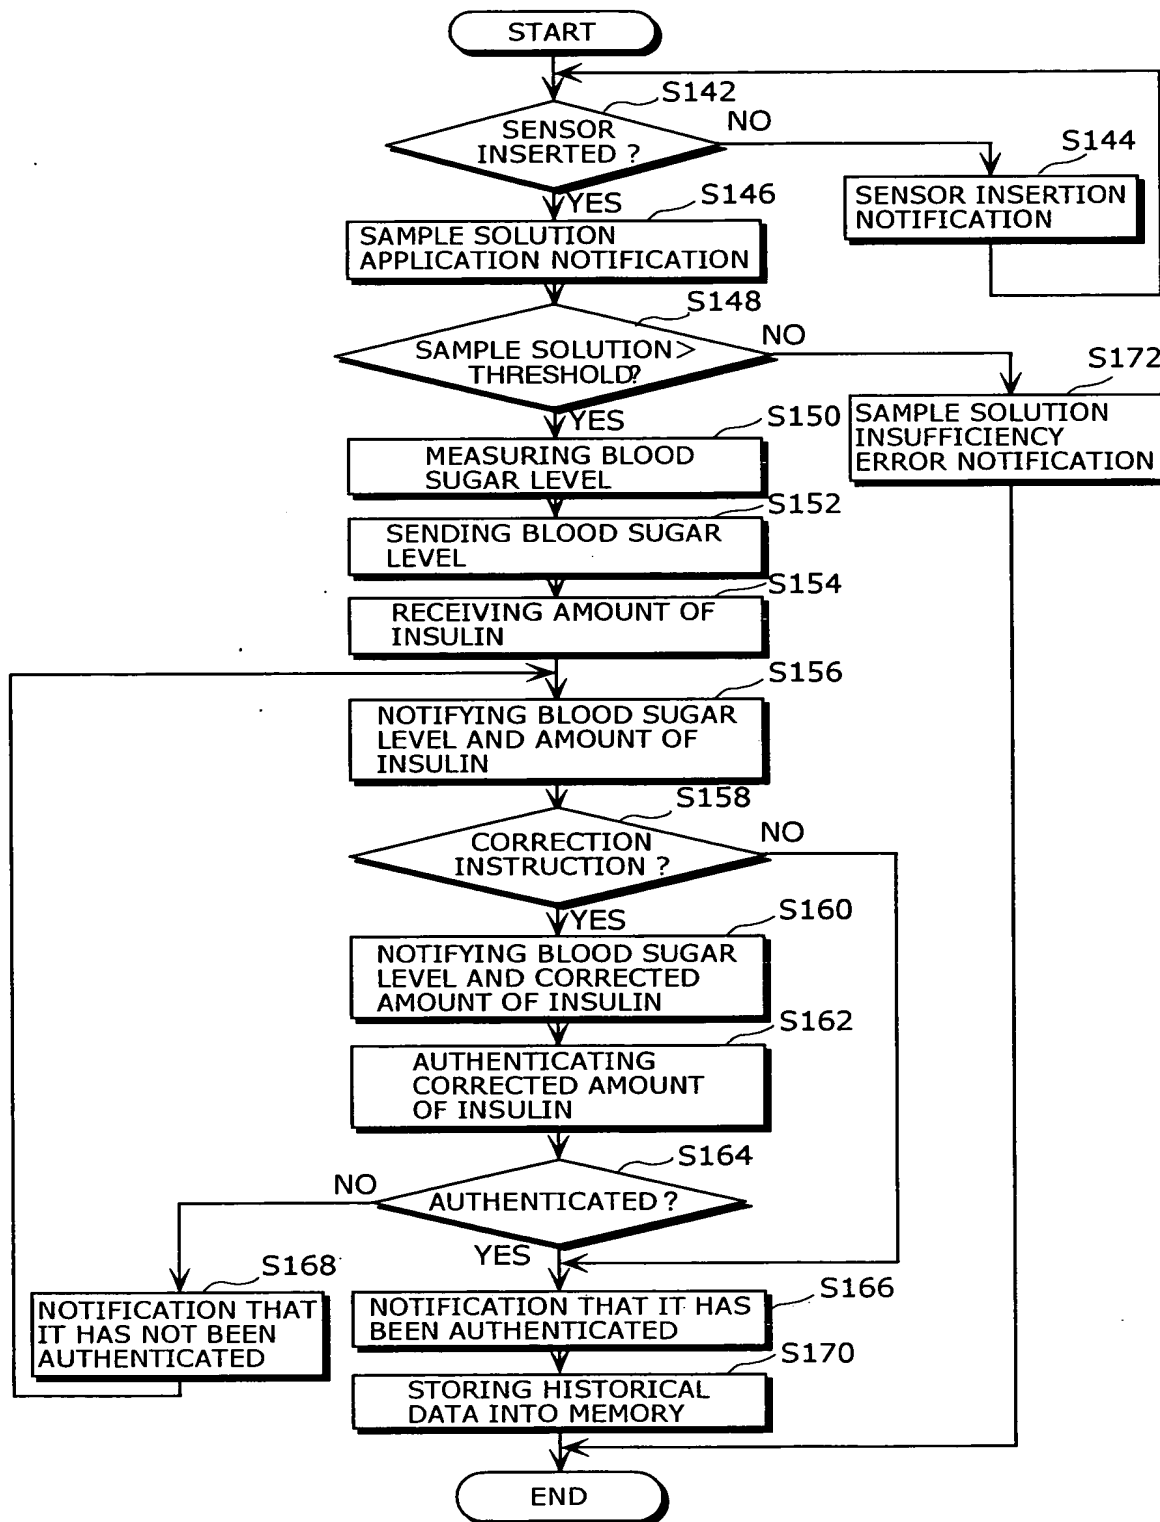 START
S142
SENSOR
INSERTED ?
NO
S144
SENSOR INSERTION
NOTIFICATION
YES
S146
SAMPLE SOLUTION
APPLICATION NOTIFICATION
S148
SAMPLE SOLUTION>
THRESHOLD?
NO
S172
SAMPLE SOLUTION
INSUFFICIENCY
ERROR NOTIFICATION
YES
S150
MEASURING BLOOD
SUGAR LEVEL
S152
SENDING BLOOD SUGAR
LEVEL
S154
RECEIVING AMOUNT OF
INSULIN
S156
NOTIFYING BLOOD SUGAR
LEVEL AND AMOUNT OF
INSULIN
S158
CORRECTION
INSTRUCTION ?
NO
YES
S160
NOTIFYING BLOOD SUGAR
LEVEL AND CORRECTED
AMOUNT OF INSULIN
S162
AUTHENTICATING
CORRECTED AMOUNT
OF INSULIN
S164
AUTHENTICATED ?
NO
YES
S168
NOTIFICATION THAT
IT HAS NOT BEEN
AUTHENTICATED
S166
NOTIFICATION THAT IT HAS
BEEN AUTHENTICATED
S170
STORING HISTORICAL
DATA INTO MEMORY
END